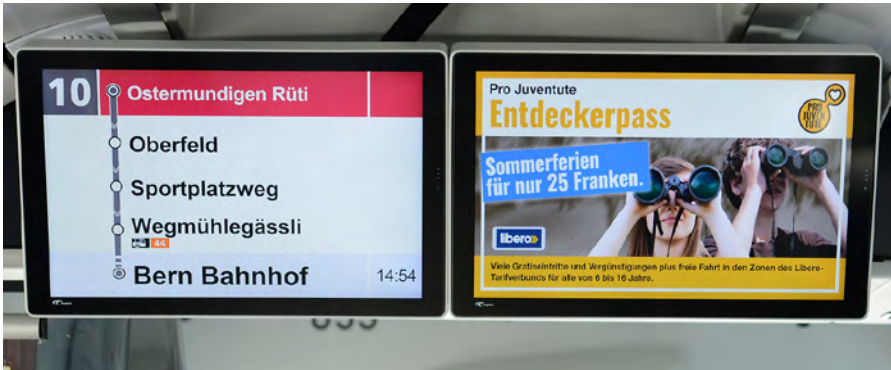 10
Ostermundigen Rüti
Oberfeld
Sportplatzweg
Wegmühlegässli
44
Bern Bahnhof 14:54
Pro Juventute
Entdeckerpass
PRO
JUVEN
TUTE
Sommerferien
für nur 25 Franken.
libero
Viele Gratiseintritte und Vergünstigungen plus freie Fahrt in den Zonen des Libero-
Tarifverbunds für alle von 6 bis 16 Jahre.